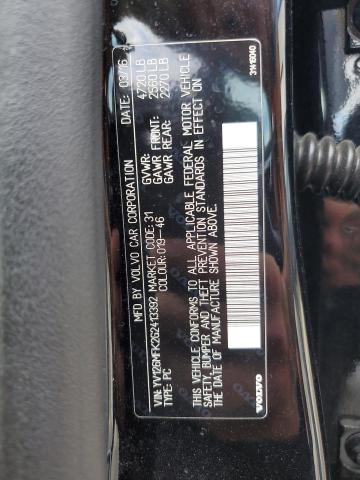 MFD BY VOLVO CAR CORPORATION DATE: 03/16
GVWR: 4720 LB
GAWR FRONT: 2560 LB
GAWR REAR: 2270 LB
VIN: YV126MFK2G2413392 MARKET CODE: 31
TYPE: PC COLOUR: 019-46
THIS VEHICLE CONFORMS TO ALL APPLICABLE FEDERAL MOTOR VEHICLE
SAFETY, BUMPER AND THEFT PREVENTION STANDARDS IN EFFECT ON
THE DATE OF MANUFACTURE SHOWN ABOVE.
VOLVO 31419040